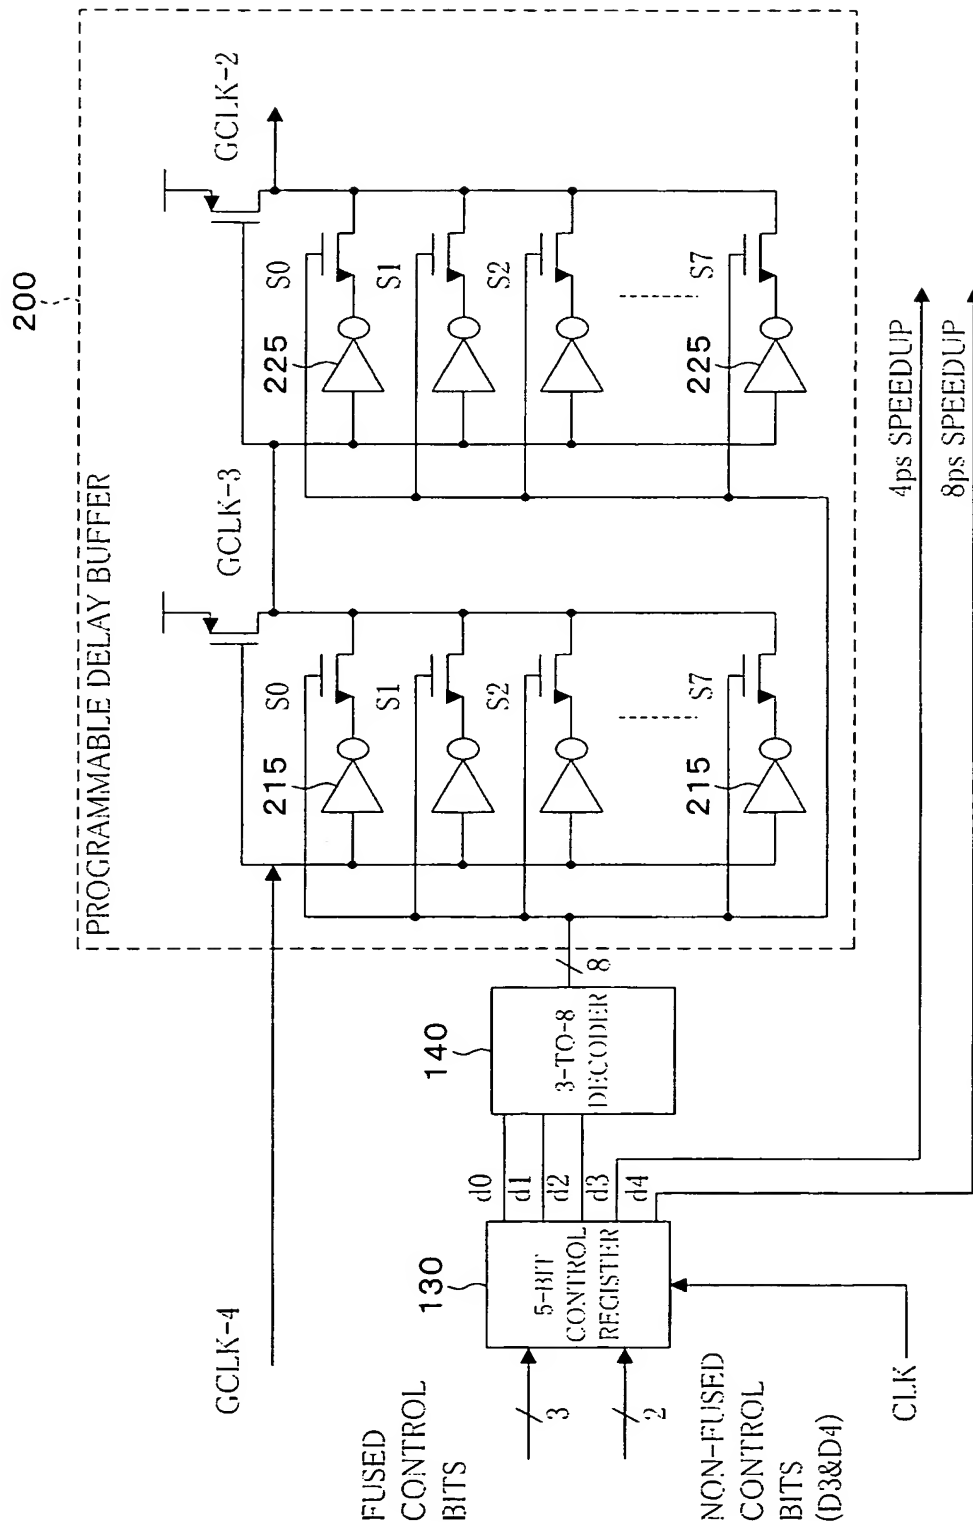 200
PROGRAMMABLE DELAY BUFFER
GCLK-4
GCLK-3
GCLK-2
S0
S1
S2
S7
215
215
S0
S1
S2
S7
225
225
FUSED
CONTROL
BITS
3
NON-FUSED
CONTROL
BITS
(D3&D4)
2
CLK
130
5-BIT
CONTROL
REGISTER
d0
d1
d2
d3
d4
140
3-TO-8
DECODER
8
4ps SPEEDUP
8ps SPEEDUP